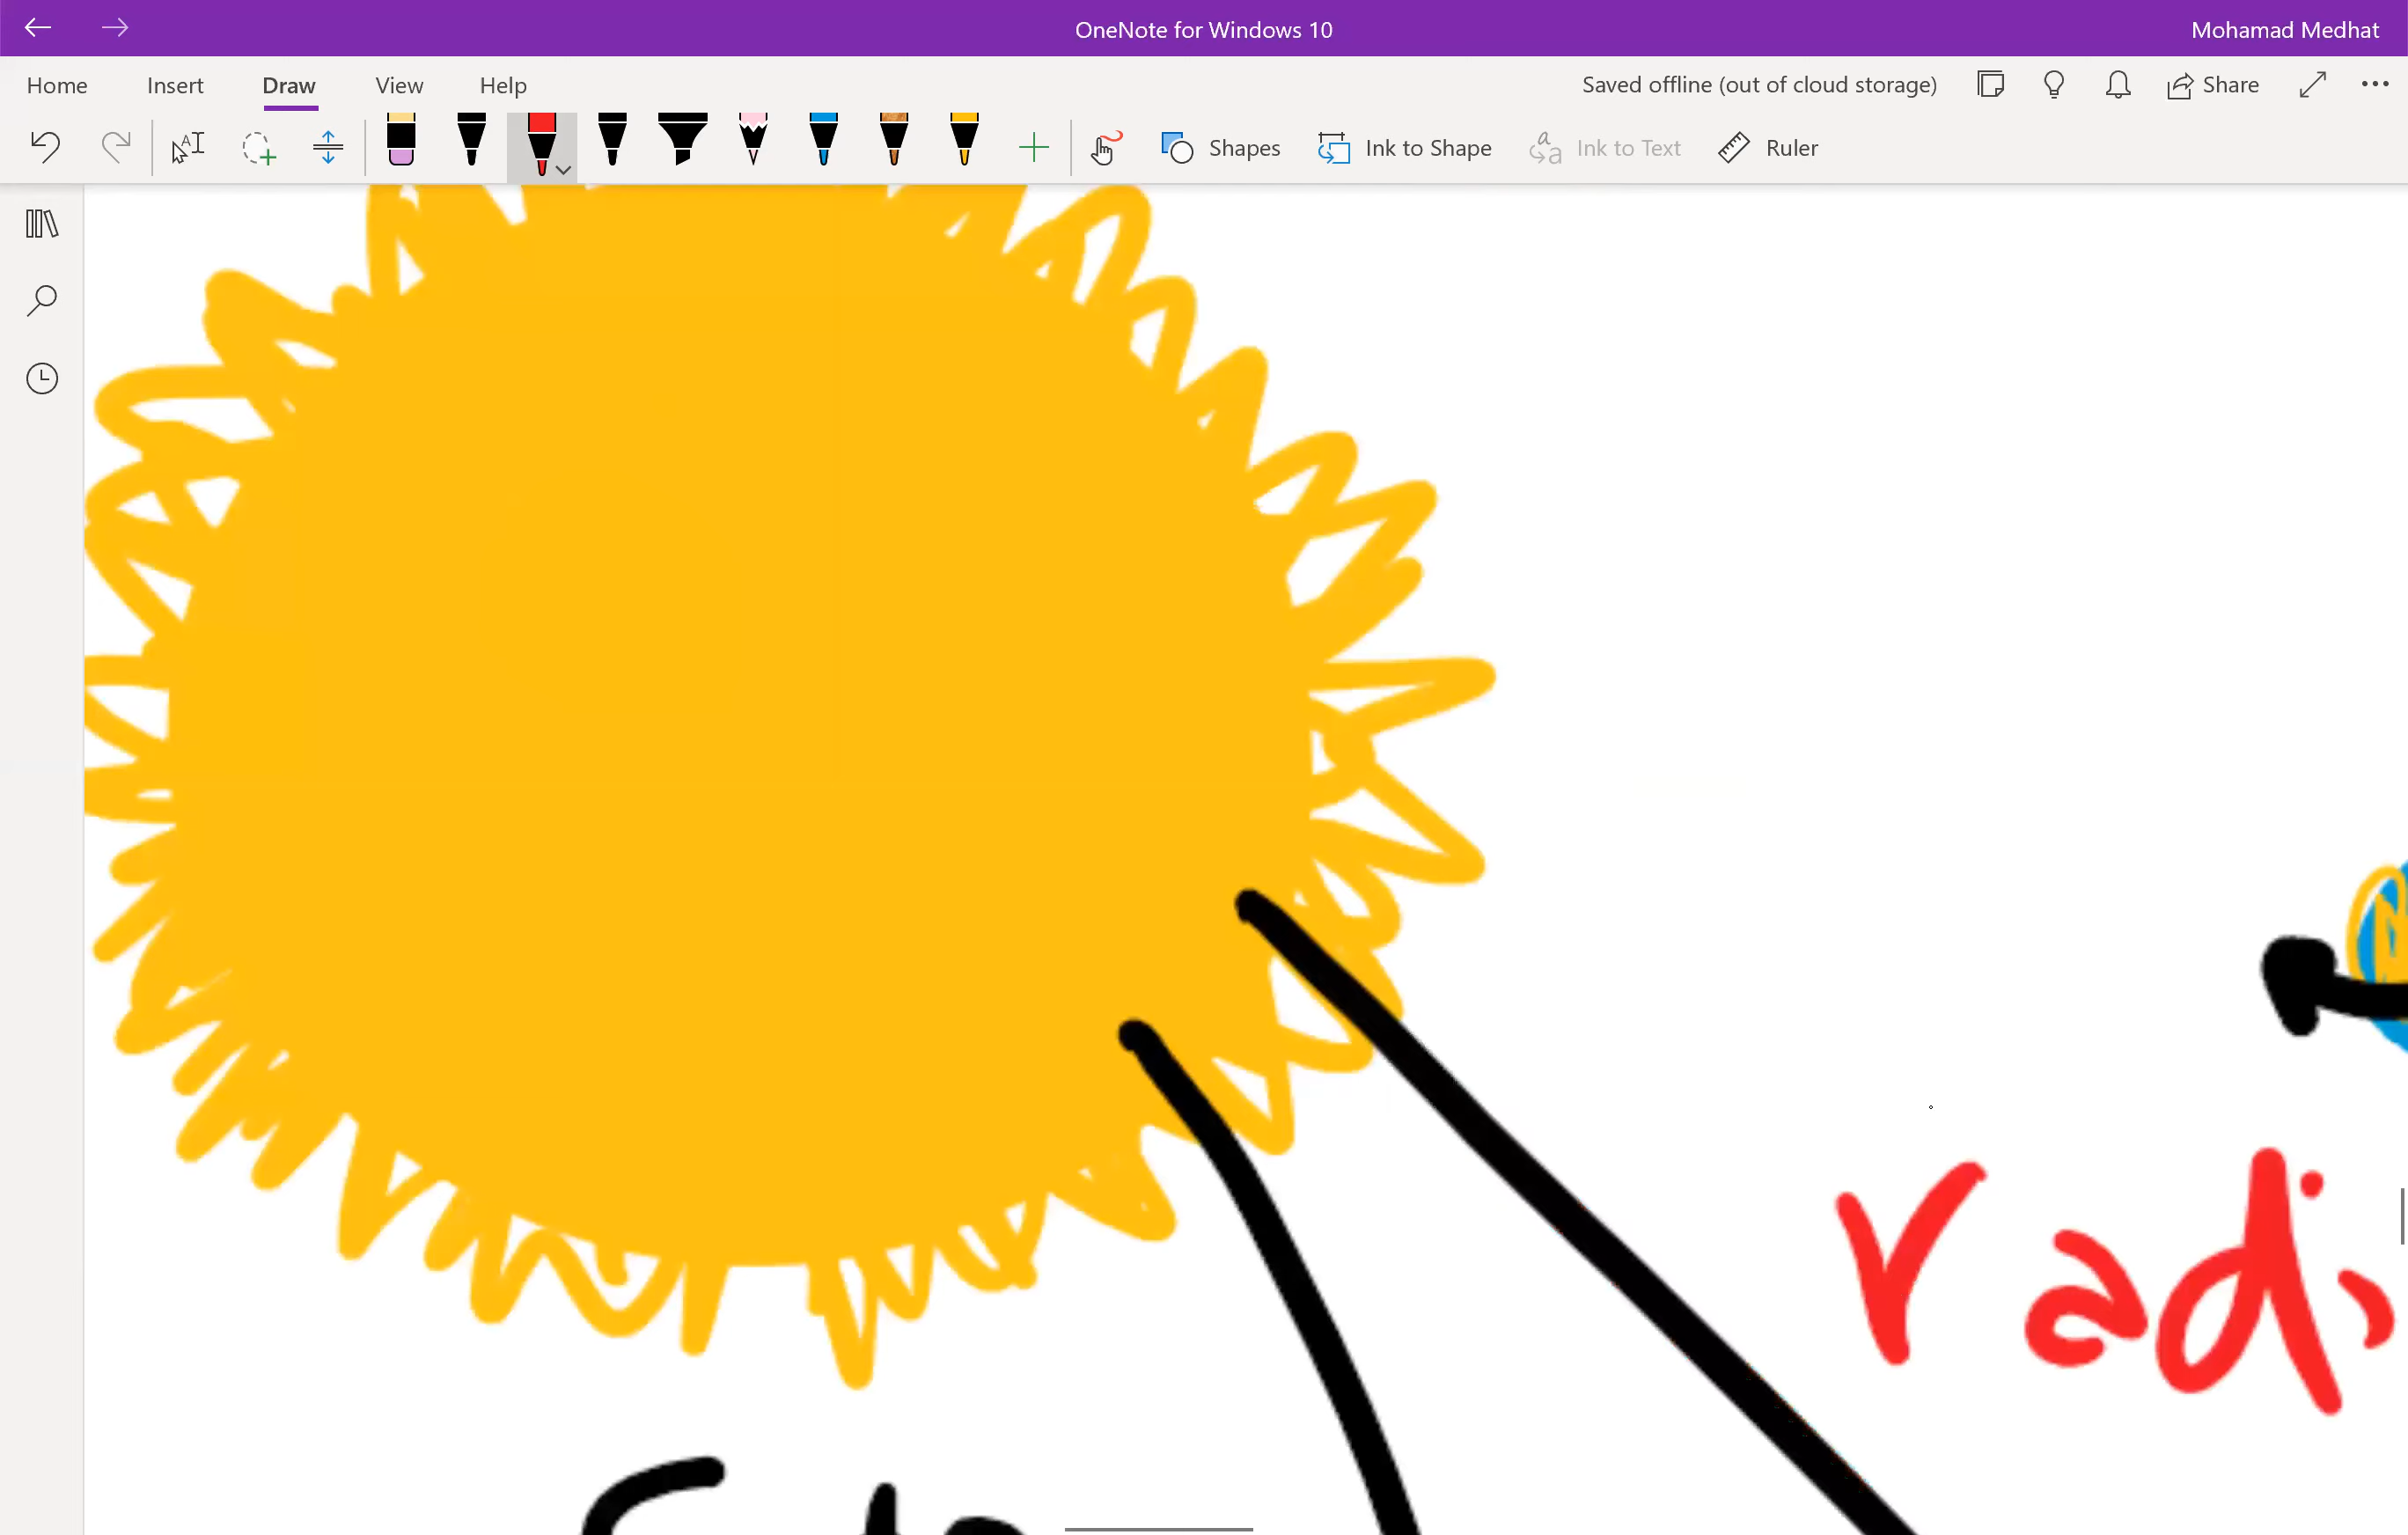 OneNote for Windows 10
Mohamad Medhat
Home Insert Draw View Help
Saved offline (out of cloud storage)
Share
Shapes
Ink to Shape
Ink to Text
Ruler
radi